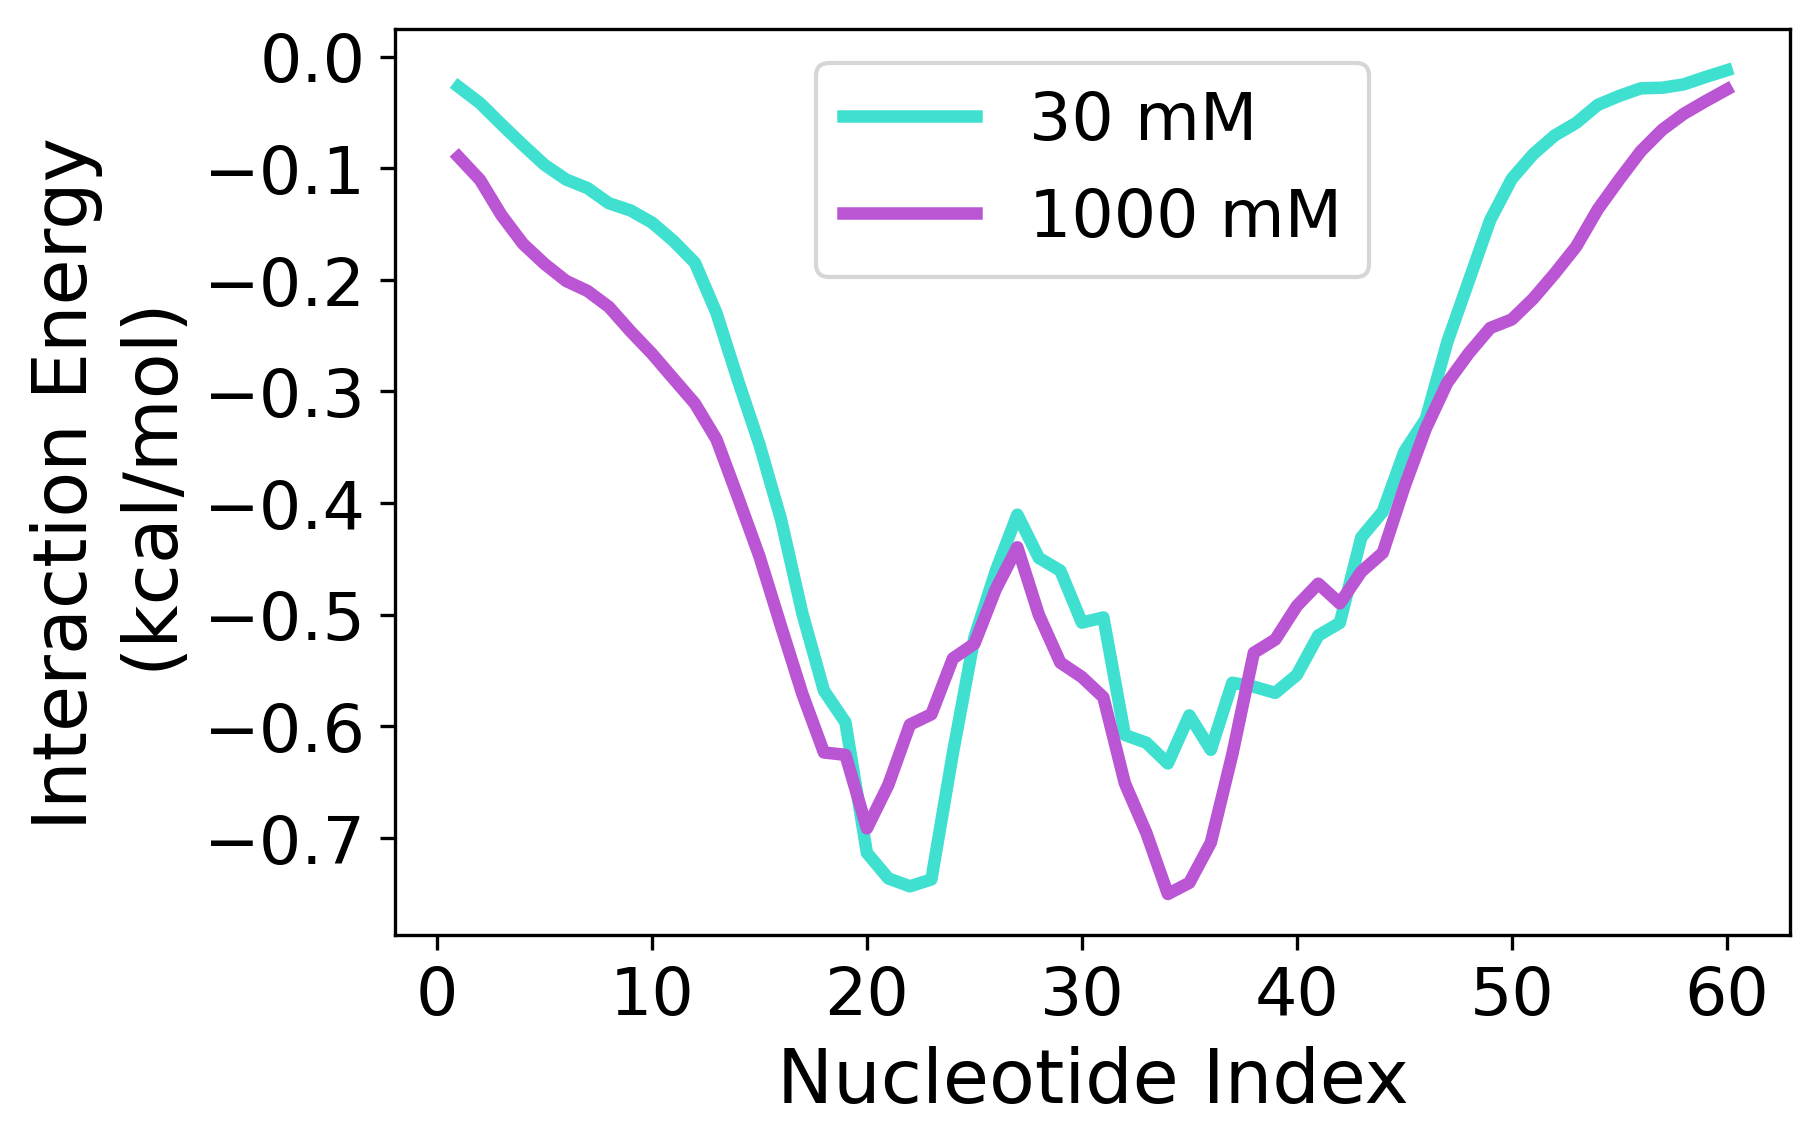 Interaction Energy
(kcal/mol)
0.0
−0.1
−0.2
−0.3
−0.4
−0.5
−0.6
−0.7
30 mM
1000 mM
0 10 20 30 40 50 60
Nucleotide Index